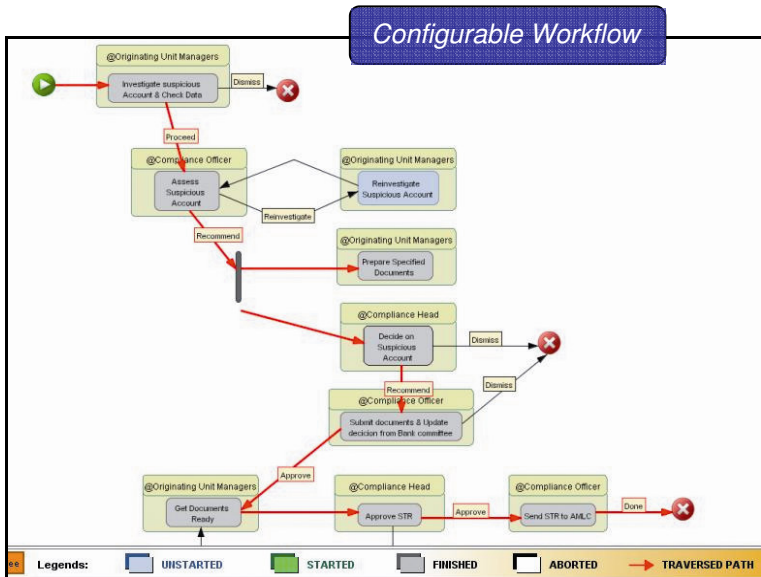 Configurable Workflow
@Originating Unit Managers
Investigate suspicious
Account & Check Data
Dismiss
Proceed
@Compliance Officer
Assess
Suspicious
Account
@Originating Unit Managers
Reinvestigate
Suspicious Account
Reinvestigate
Recommend
@Originating Unit Managers
Prepare Specified
Documents
@Compliance Head
Decide on
Suspicious
Account
Dismiss
Recommend
Dismiss
@Compliance Officer
Submit documents & Update
decicion from Bank committee
Approve
@Originating Unit Managers
Get Documents
Ready
@Compliance Head
Approve STR
Approve
@Compliance Officer
Send STR to AMLC
Done
ee
Legends:
UNSTARTED
STARTED
FINISHED
ABORTED
TRAVERSED PATH